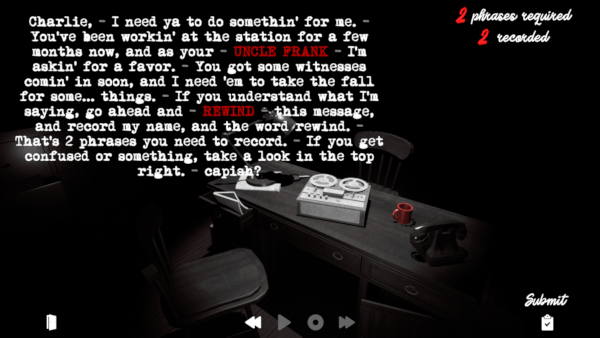 Charlie, - I need ya to do somethin' for me. -
You've been workin' at the station for a few
months now, and as your - UNCLE FRANK - I'm
askin' for a favor. - You got some witnesses
comin' in soon, and I need 'em to take the fall
for some... things. - If you understand what I'm
saying, go ahead and - REWIND - this message,
and record my name, and the word rewind. -
That's 2 phrases you need to record. - If you get
confused or something, take a look in the top
right. - capish?
2 phrases required
2 recorded
Submit